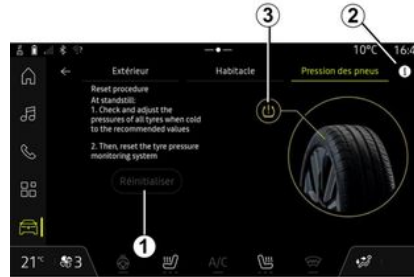 3
2
10°C 16:4
Extérieur
Habitacle
Pression des pneus
Reset procedure
At standstill:
1. Check and adjust the
pressures of all tyres when cold
to the recommended values
2. Then, reset the tyre pressure
monitoring system
Réinitialiser
1
21°C
3
A/C